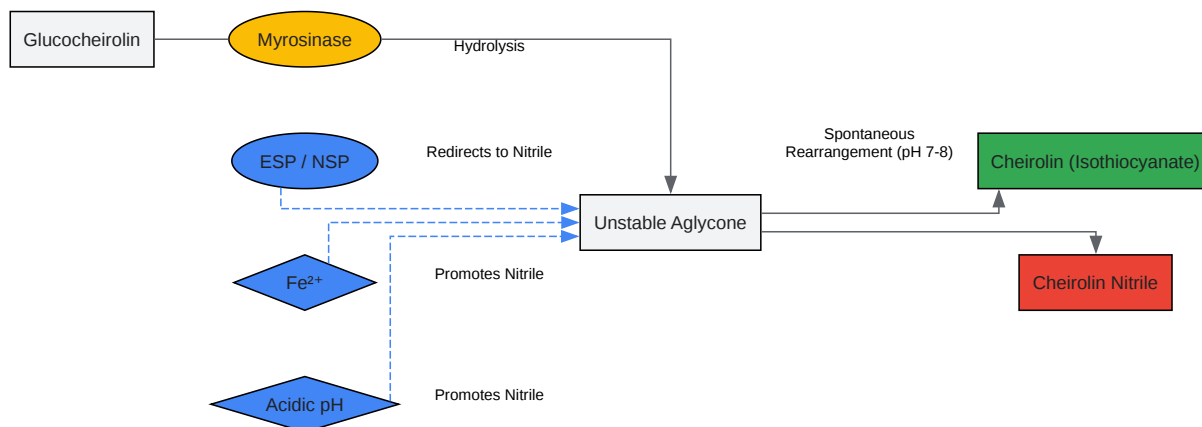 Glucocheirolin
Myrosinase
Hydrolysis
ESP / NSP
Redirects to Nitrile
Spontaneous
Rearrangement (pH 7-8)
Cheirolin (Isothiocyanate)
Unstable Aglycone
Fe²⁺
Promotes Nitrile
Cheirolin Nitrile
Acidic pH
Promotes Nitrile